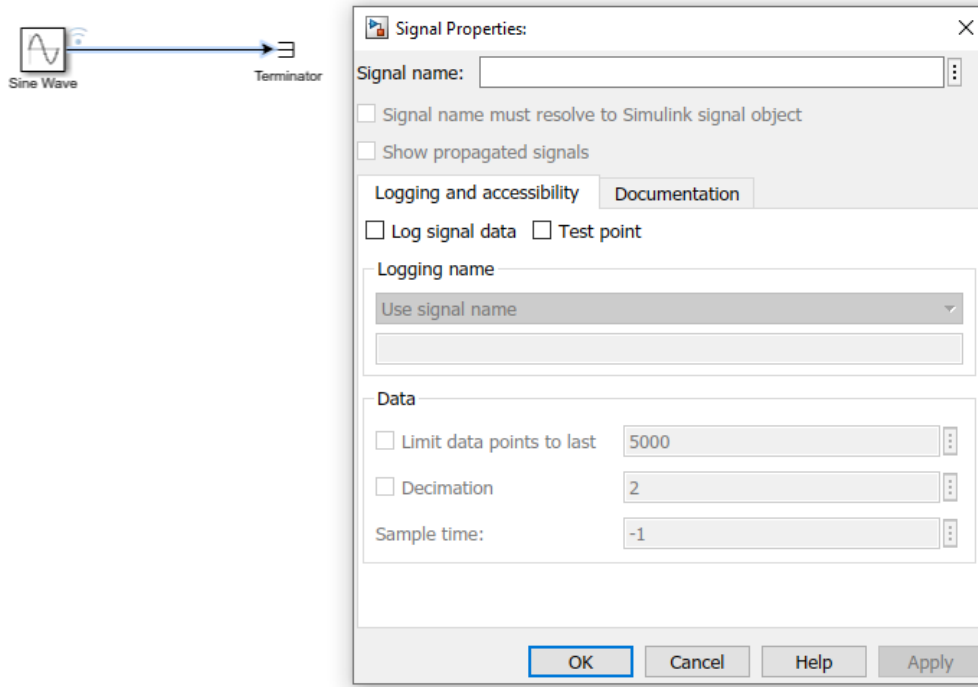 Sine Wave
Terminator
Signal Properties:
Signal name:
Signal name must resolve to Simulink signal object
Show propagated signals
Logging and accessibility Documentation
Log signal data Test point
Logging name
Use signal name
Data
Limit data points to last 5000
Decimation 2
Sample time: -1
OK Cancel Help Apply